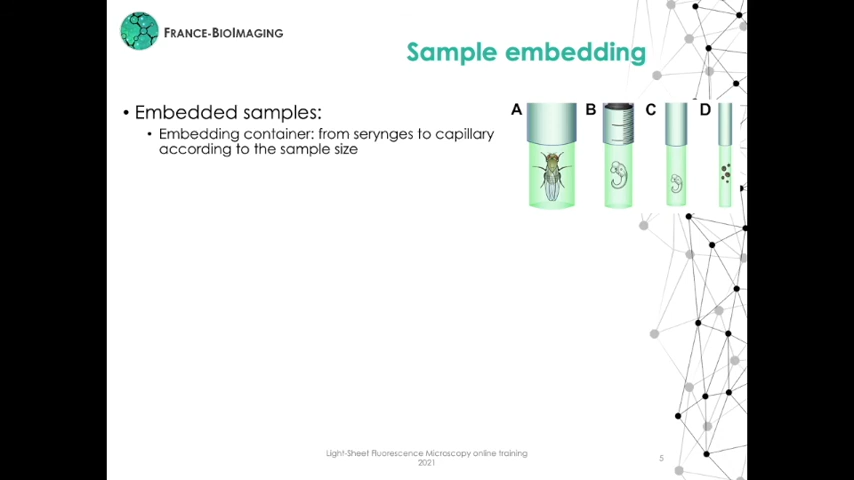 FRANCE-BIOIMAGING
Sample embedding
• Embedded samples:
• Embedding container: from serynges to capillary
according to the sample size
A B C D
Light-Sheet Fluorescence Microscopy online training
2021
5